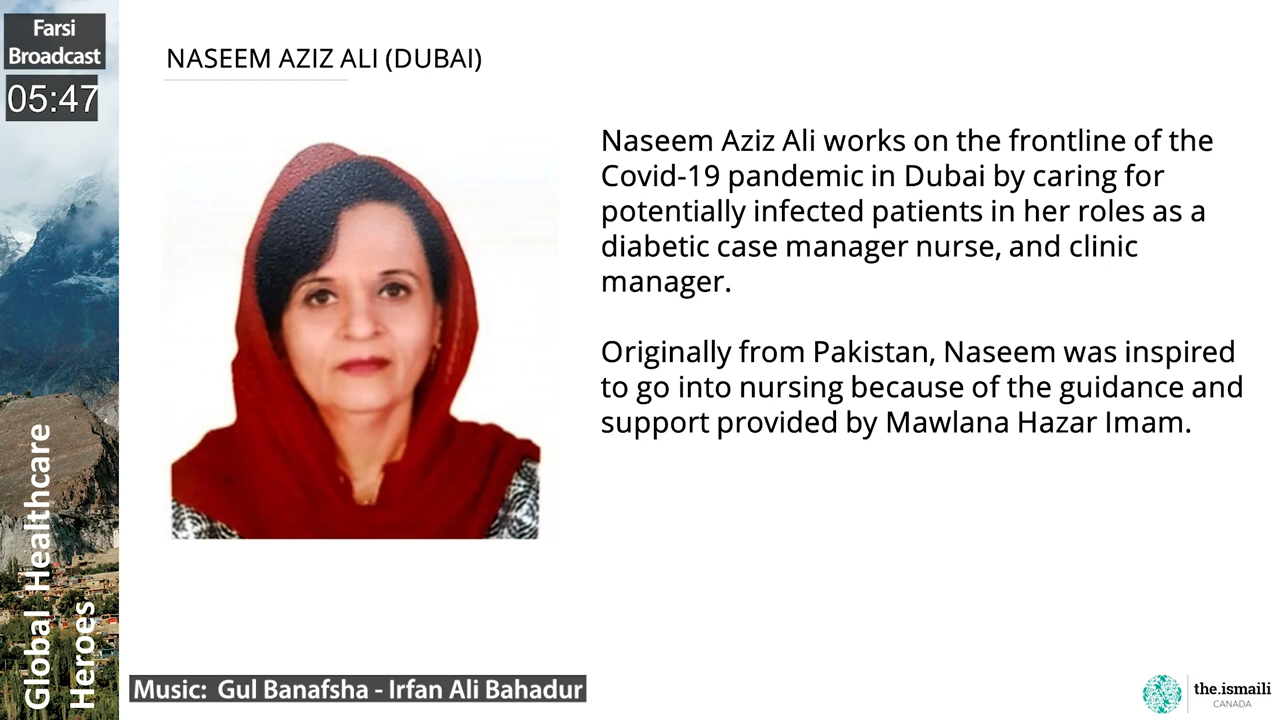 Farsi
Broadcast
05:47
NASEEM AZIZ ALI (DUBAI)
Naseem Aziz Ali works on the frontline of the
Covid-19 pandemic in Dubai by caring for
potentially infected patients in her roles as a
diabetic case manager nurse, and clinic
manager.
Originally from Pakistan, Naseem was inspired
to go into nursing because of the guidance and
support provided by Mawlana Hazar Imam.
Global Healthcare
Heroes
Music:  Gul Banafsha - Irfan Ali Bahadur
the.ismaili
CANADA